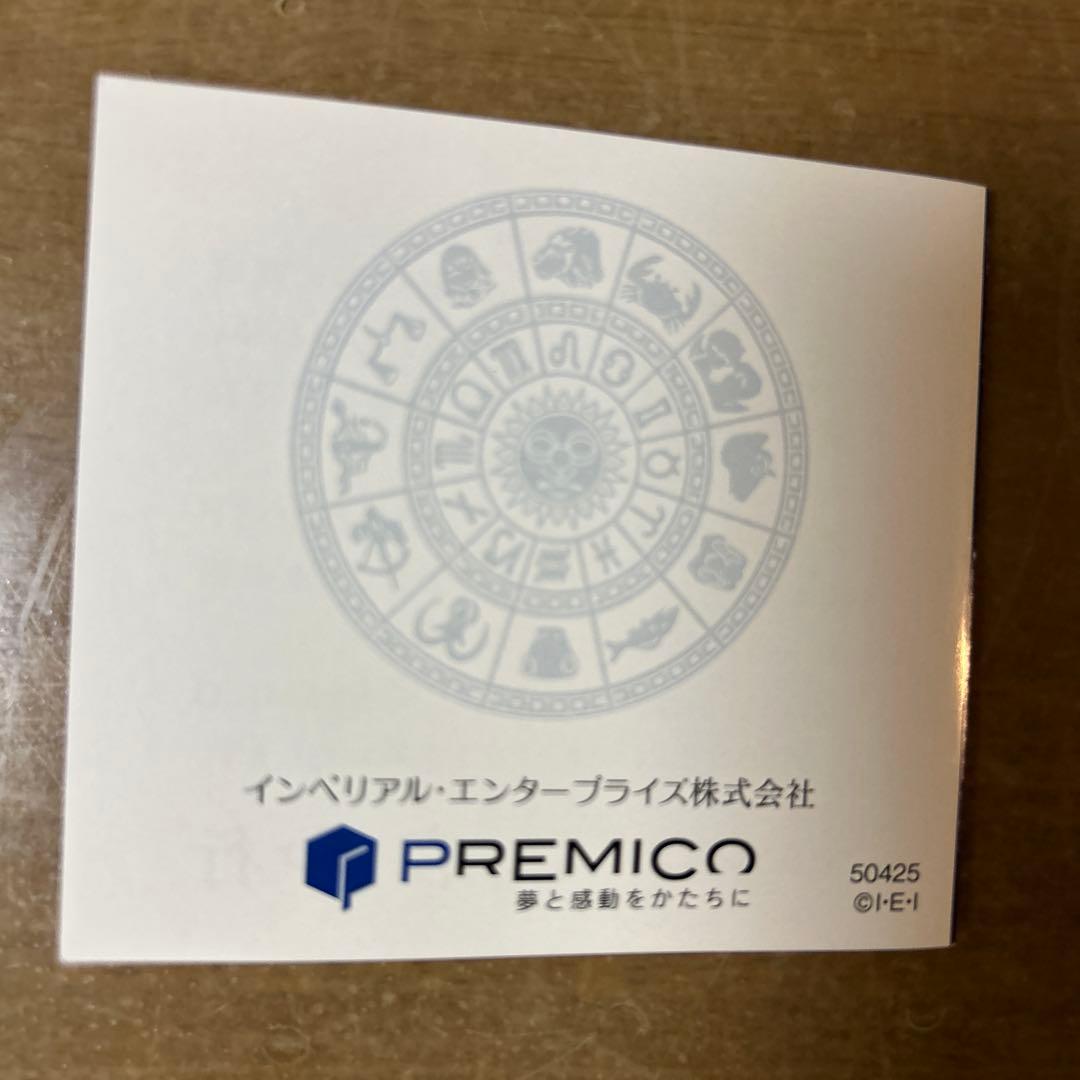 インペリアル・エンタープライズ株式会社
PREMICO
夢と感動をかたちに
50425
©I・E・I